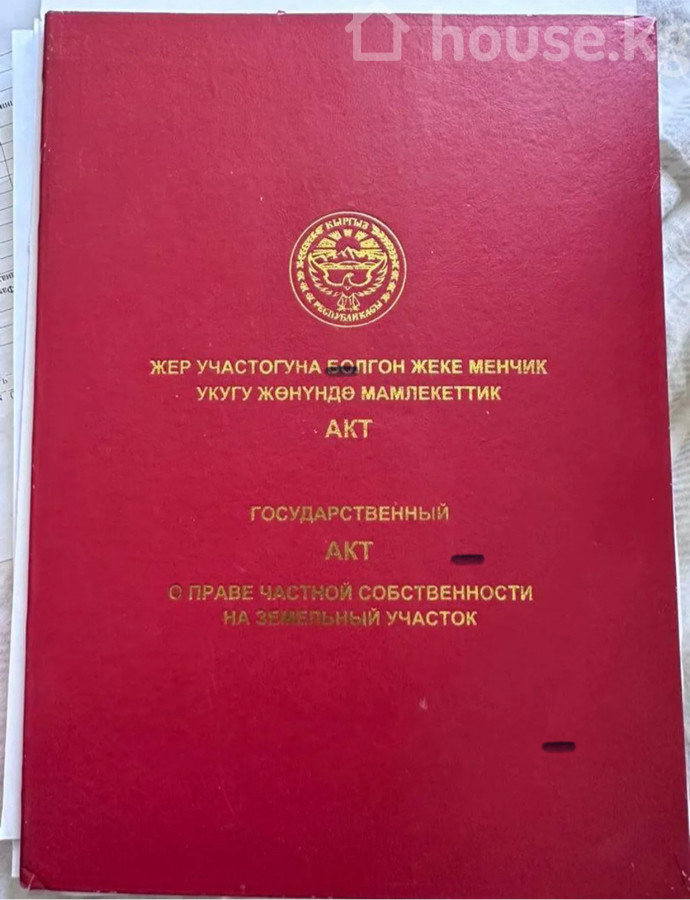 house.kg
КЫРГЫЗ
РЕСПУБЛИКАСЫ
ЖЕР УЧАСТОГУНА БОЛГОН ЖЕКЕ МЕНЧИК
УКУГУ ЖӨНҮНДӨ МАМЛЕКЕТТИК
АКТ
ГОСУДАРСТВЕННЫЙ
АКТ
О ПРАВЕ ЧАСТНОЙ СОБСТВЕННОСТИ
НА ЗЕМЕЛЬНЫЙ УЧАСТОК